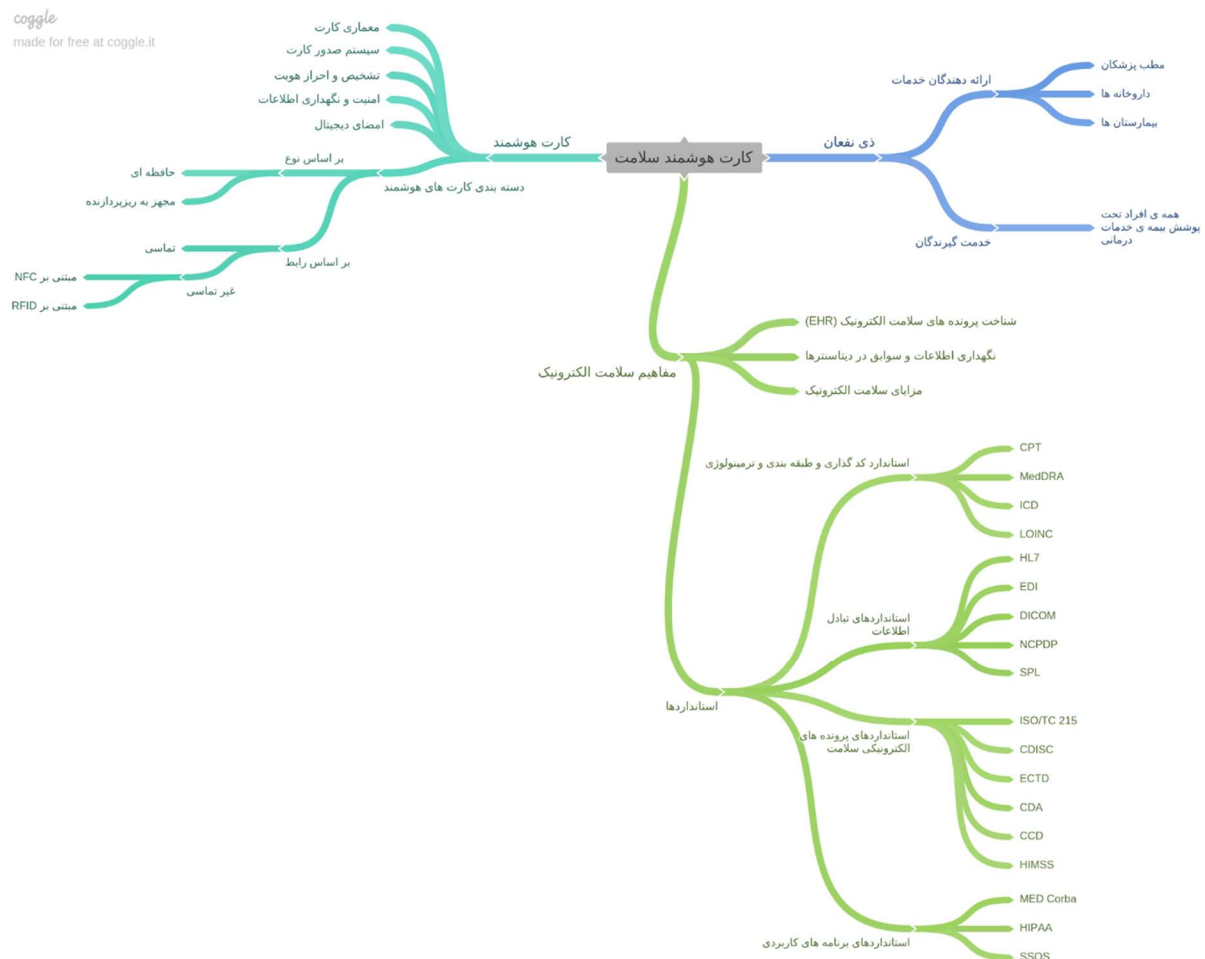 coggle
made for free at coggle.it
کارت هوشمند سلامت
ذی نفعان
ارائه دهندگان خدمات
مطب پزشکان
داروخانه ها
بیمارستان ها
خدمت گیرندگان
همه ی افراد تحت
پوشش بیمه ی خدمات
درمانی
کارت هوشمند
معماری کارت
سیستم صدور کارت
تشخیص و احراز هویت
امنیت و نگهداری اطلاعات
امضای دیجیتال
دسته بندی کارت های هوشمند
بر اساس نوع
حافظه ای
مجهز به ریزپردازنده
بر اساس رابط
تماسی
غیر تماسی
مبتنی بر NFC
مبتنی بر RFID
مفاهیم سلامت الکترونیک
شناخت پرونده های سلامت الکترونیک (EHR)
نگهداری اطلاعات و سوابق در دیتاسنترها
مزایای سلامت الکترونیک
استانداردها
استاندارد کد گذاری و طبقه بندی و ترمینولوژی
CPT
MedDRA
ICD
LOINC
استانداردهای تبادل
اطلاعات
HL7
EDI
DICOM
NCPDP
SPL
استانداردهای پرونده های
الکترونیکی سلامت
ISO/TC 215
CDISC
ECTD
CDA
CCD
HIMSS
استانداردهای برنامه های کاربردی
MED Corba
HIPAA
SSOS